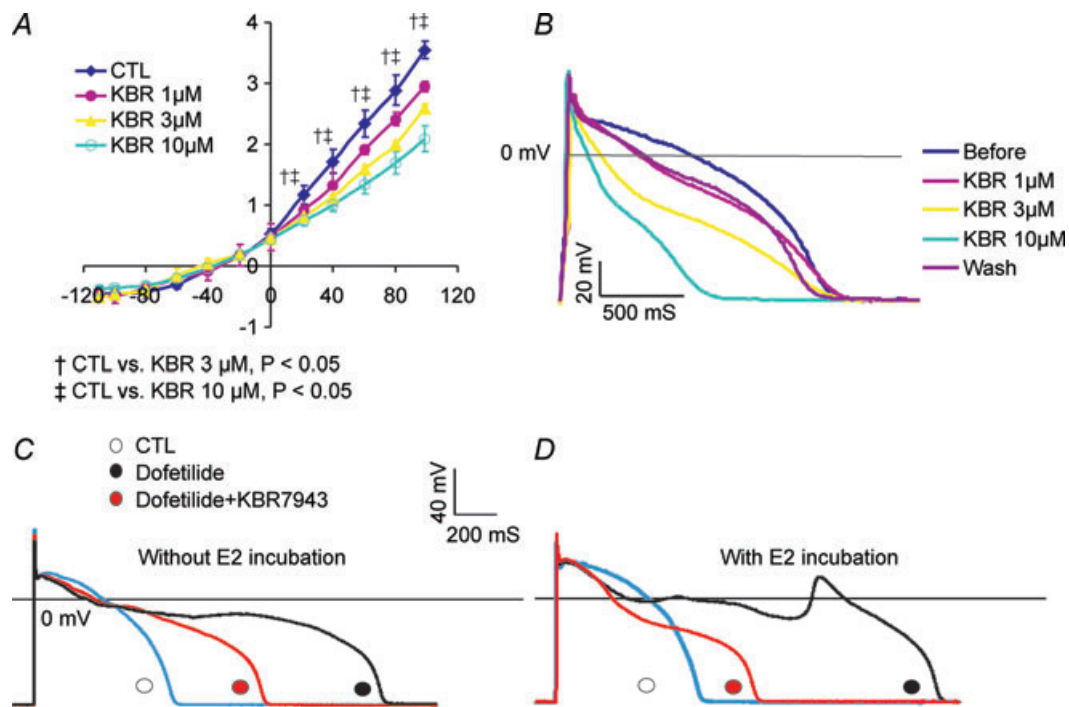 A
CTL
KBR 1µM
KBR 3µM
KBR 10µM
4
3
2
1
0
-1
-120 -80 -40 0 40 80 120
†‡
†‡
†‡
†‡
†‡
† CTL vs. KBR 3 µM, P < 0.05
‡ CTL vs. KBR 10 µM, P < 0.05
B
0 mV
20 mV
500 mS
Before
KBR 1µM
KBR 3µM
KBR 10µM
Wash
C
CTL
Dofetilide
Dofetilide+KBR7943
40 mV
200 mS
Without E2 incubation
0 mV
D
With E2 incubation